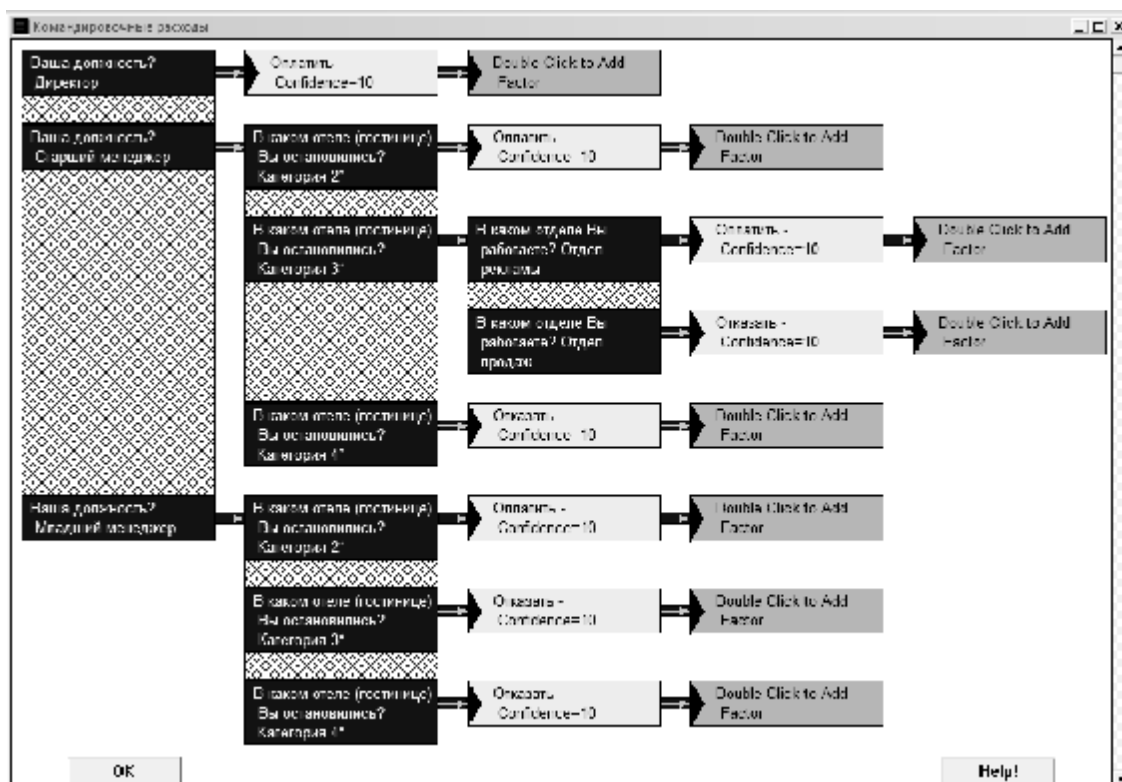 Командировочные расходы
Ваша должность?
Директор
Оплатить
Confidence=10
Double Click to Add
Factor
Ваша должность?
Старший менеджер
В каком отеле (гостинице)
Вы остановились?
Категория 2*
Оплатить
Confidence=10
Double Click to Add
Factor
В каком отеле (гостинице)
Вы остановились?
Категория 3*
В каком отделе Вы
работаете? Отдел
рекламы
Оплатить -
Confidence=10
Double Click to Add
Factor
В каком отделе Вы
работаете? Отдел
продаж
Отказать -
Confidence=10
Double Click to Add
Factor
В каком отеле (гостинице)
Вы остановились?
Категория 4*
Отказать
Confidence=10
Double Click to Add
Factor
Ваша должность?
Младший менеджер
В каком отеле (гостинице)
Вы остановились?
Категория 2*
Оплатить -
Confidence=10
Double Click to Add
Factor
В каком отеле (гостинице)
Вы остановились?
Категория 3*
Отказать -
Confidence=10
Double Click to Add
Factor
В каком отеле (гостинице)
Вы остановились?
Категория 4*
Отказать
Confidence=10
Double Click to Add
Factor
OK
Help!